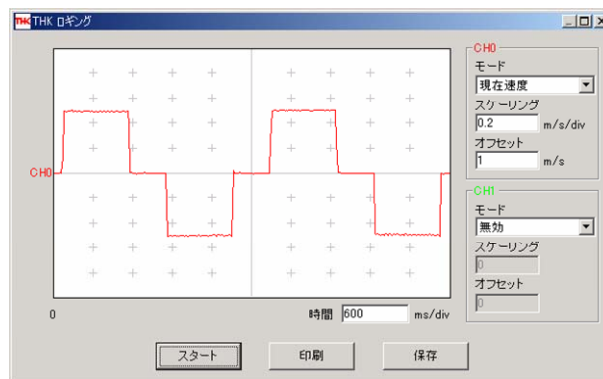 THK THK ロギング
CH0
0
時間 600 ms/div
スタート 印刷 保存
CH0
モード
現在速度
スケーリング
0.2 m/s/div
オフセット
1 m/s
CH1
モード
無効
スケーリング
0
オフセット
0